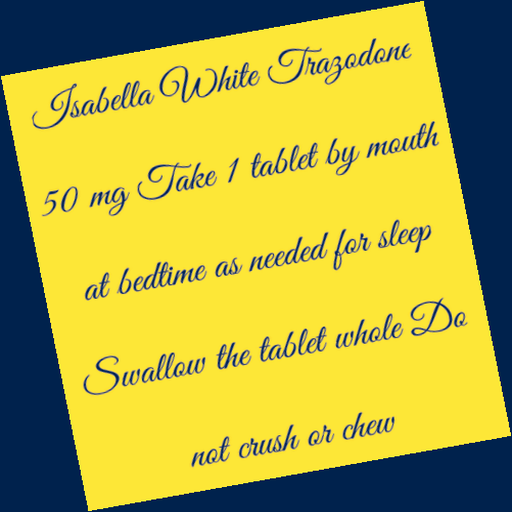 Isabella White Trazodone
50 mg Take 1 tablet by mouth
at bedtime as needed for sleep
Swallow the tablet whole Do
not crush or chew